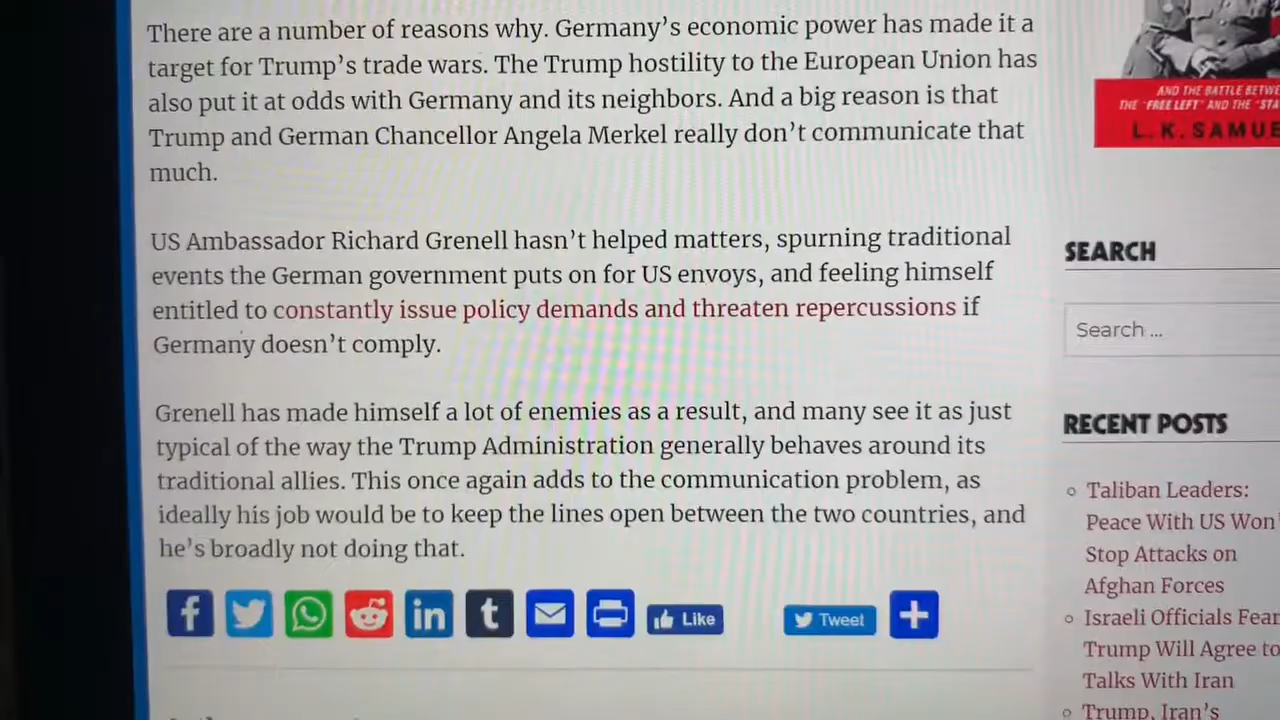 There are a number of reasons why. Germany’s economic power has made it a
target for Trump’s trade wars. The Trump hostility to the European Union has
also put it at odds with Germany and its neighbors. And a big reason is that
Trump and German Chancellor Angela Merkel really don’t communicate that
much.
US Ambassador Richard Grenell hasn’t helped matters, spurning traditional
events the German government puts on for US envoys, and feeling himself
entitled to constantly issue policy demands and threaten repercussions if
Germany doesn’t comply.
Grenell has made himself a lot of enemies as a result, and many see it as just
typical of the way the Trump Administration generally behaves around its
traditional allies. This once again adds to the communication problem, as
ideally his job would be to keep the lines open between the two countries, and
he’s broadly not doing that.
Like
Tweet
AND THE BATTLE
THE “FREE LEFT” AND THE
L. K.
SEARCH
Search ...
RECENT POSTS
Taliban Leaders:
Peace With US Won'
Stop Attacks on
Afghan Forces
Israeli Officials Fear
Trump Will Agree to
Talks With Iran
Trump, Iran’s